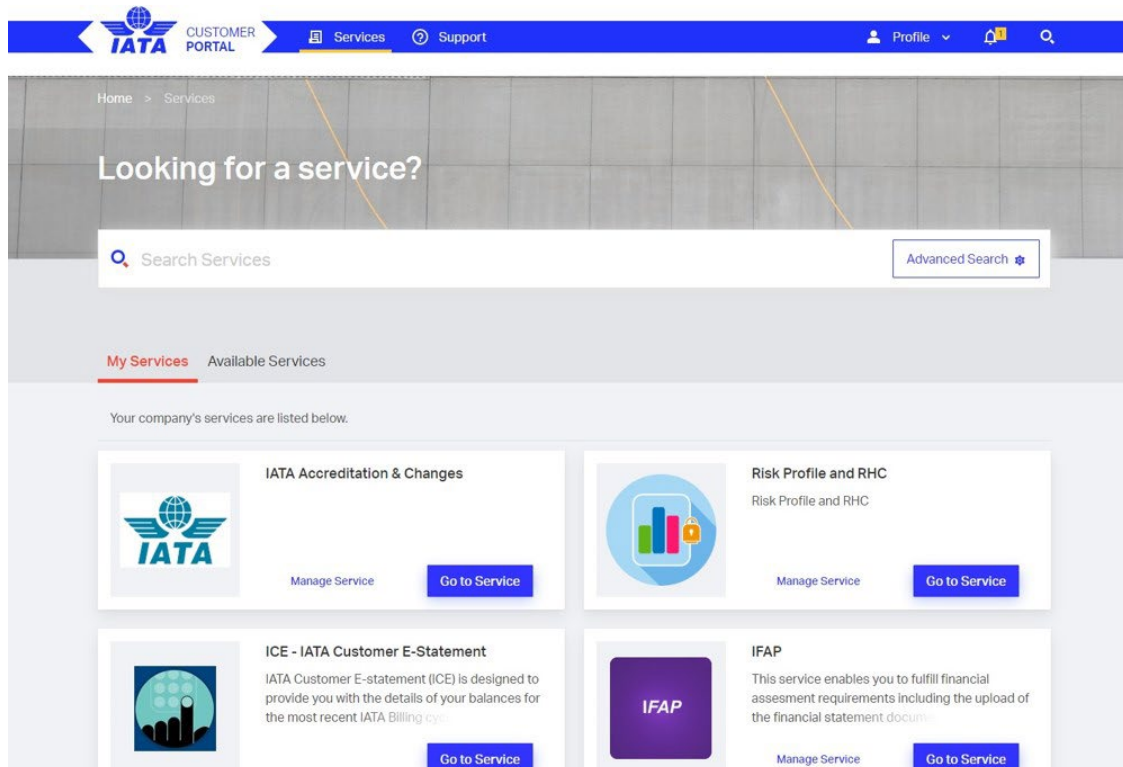 IATA
CUSTOMER
PORTAL
Services
Support
Profile
1
Home > Services
Looking for a service?
Search Services
Advanced Search
My Services
Available Services
Your company's services are listed below.
IATA
IATA Accreditation & Changes
Manage Service
Go to Service
Risk Profile and RHC
Risk Profile and RHC
Manage Service
Go to Service
ICE - IATA Customer E-Statement
IATA Customer E-statement (ICE) is designed to
provide you with the details of your balances for
the most recent IATA Billing cyc
Go to Service
IFAP
IFAP
This service enables you to fulfill financial
assesment requirements including the upload of
the financial statement docum
Manage Service
Go to Service